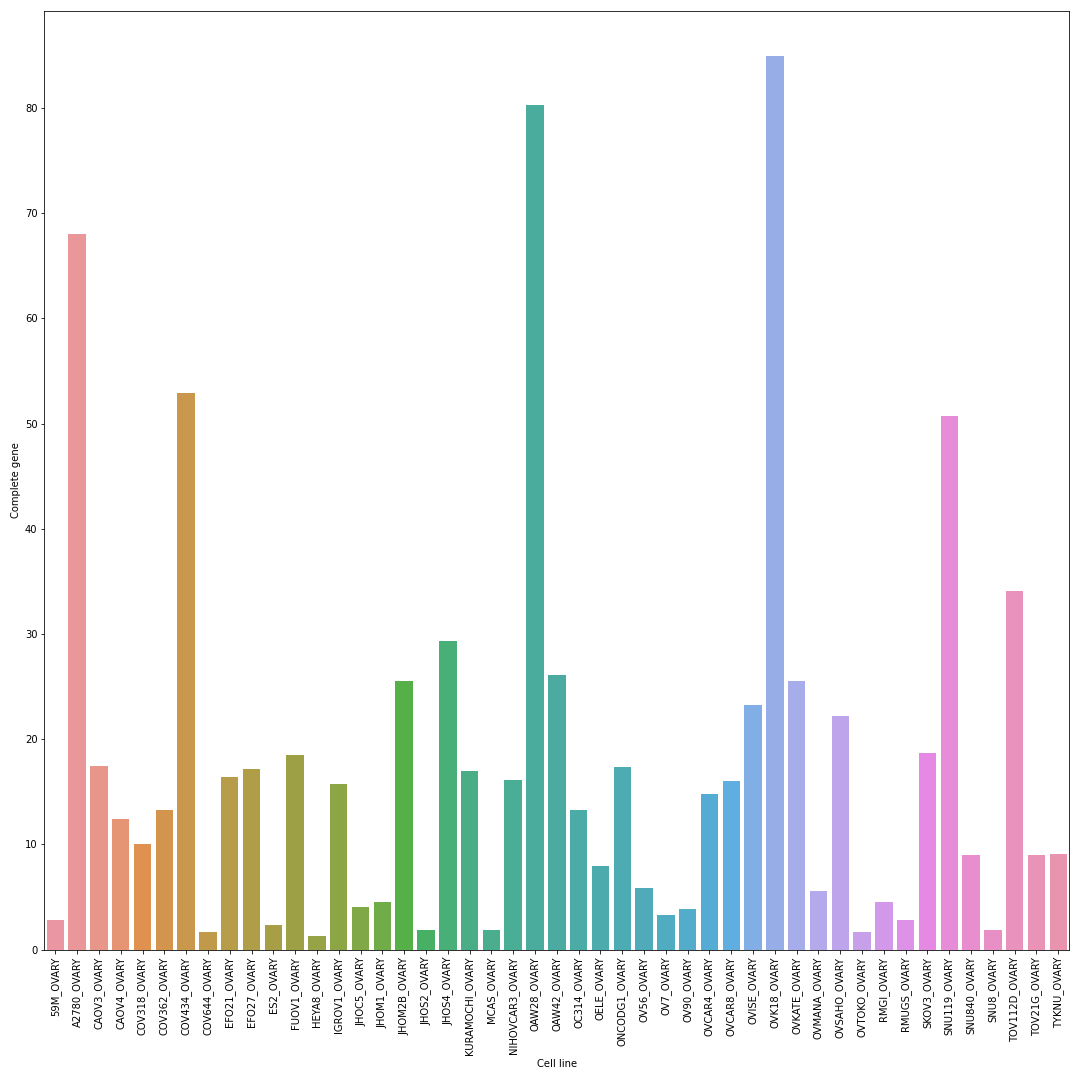 80
70
60
50
40
30
20
10
0
Complete gene
59M_OVARY
A2780_OVARY
CAOV3_OVARY
CAOV4_OVARY
COV318_OVARY
COV362_OVARY
COV434_OVARY
COV644_OVARY
EFO21_OVARY
EFO27_OVARY
ES2_OVARY
FUOV1_OVARY
HEYA8_OVARY
IGROV1_OVARY
JHOC5_OVARY
JHOM1_OVARY
JHOM2B_OVARY
JHOS2_OVARY
JHOS4_OVARY
KURAMOCHI_OVARY
MCAS_OVARY
NIHOVCAR3_OVARY
OAW28_OVARY
OAW42_OVARY
OC314_OVARY
OELE_OVARY
ONCODG1_OVARY
OV56_OVARY
OV7_OVARY
OV90_OVARY
OVCAR4_OVARY
OVCAR8_OVARY
OVISE_OVARY
OVK18_OVARY
OVKATE_OVARY
OVMANA_OVARY
OVSAHO_OVARY
OVTOKO_OVARY
RMGI_OVARY
RMUGS_OVARY
SKOV3_OVARY
SNU119_OVARY
SNU840_OVARY
SNU8_OVARY
TOV112D_OVARY
TOV21G_OVARY
TYKNU_OVARY
Cell line